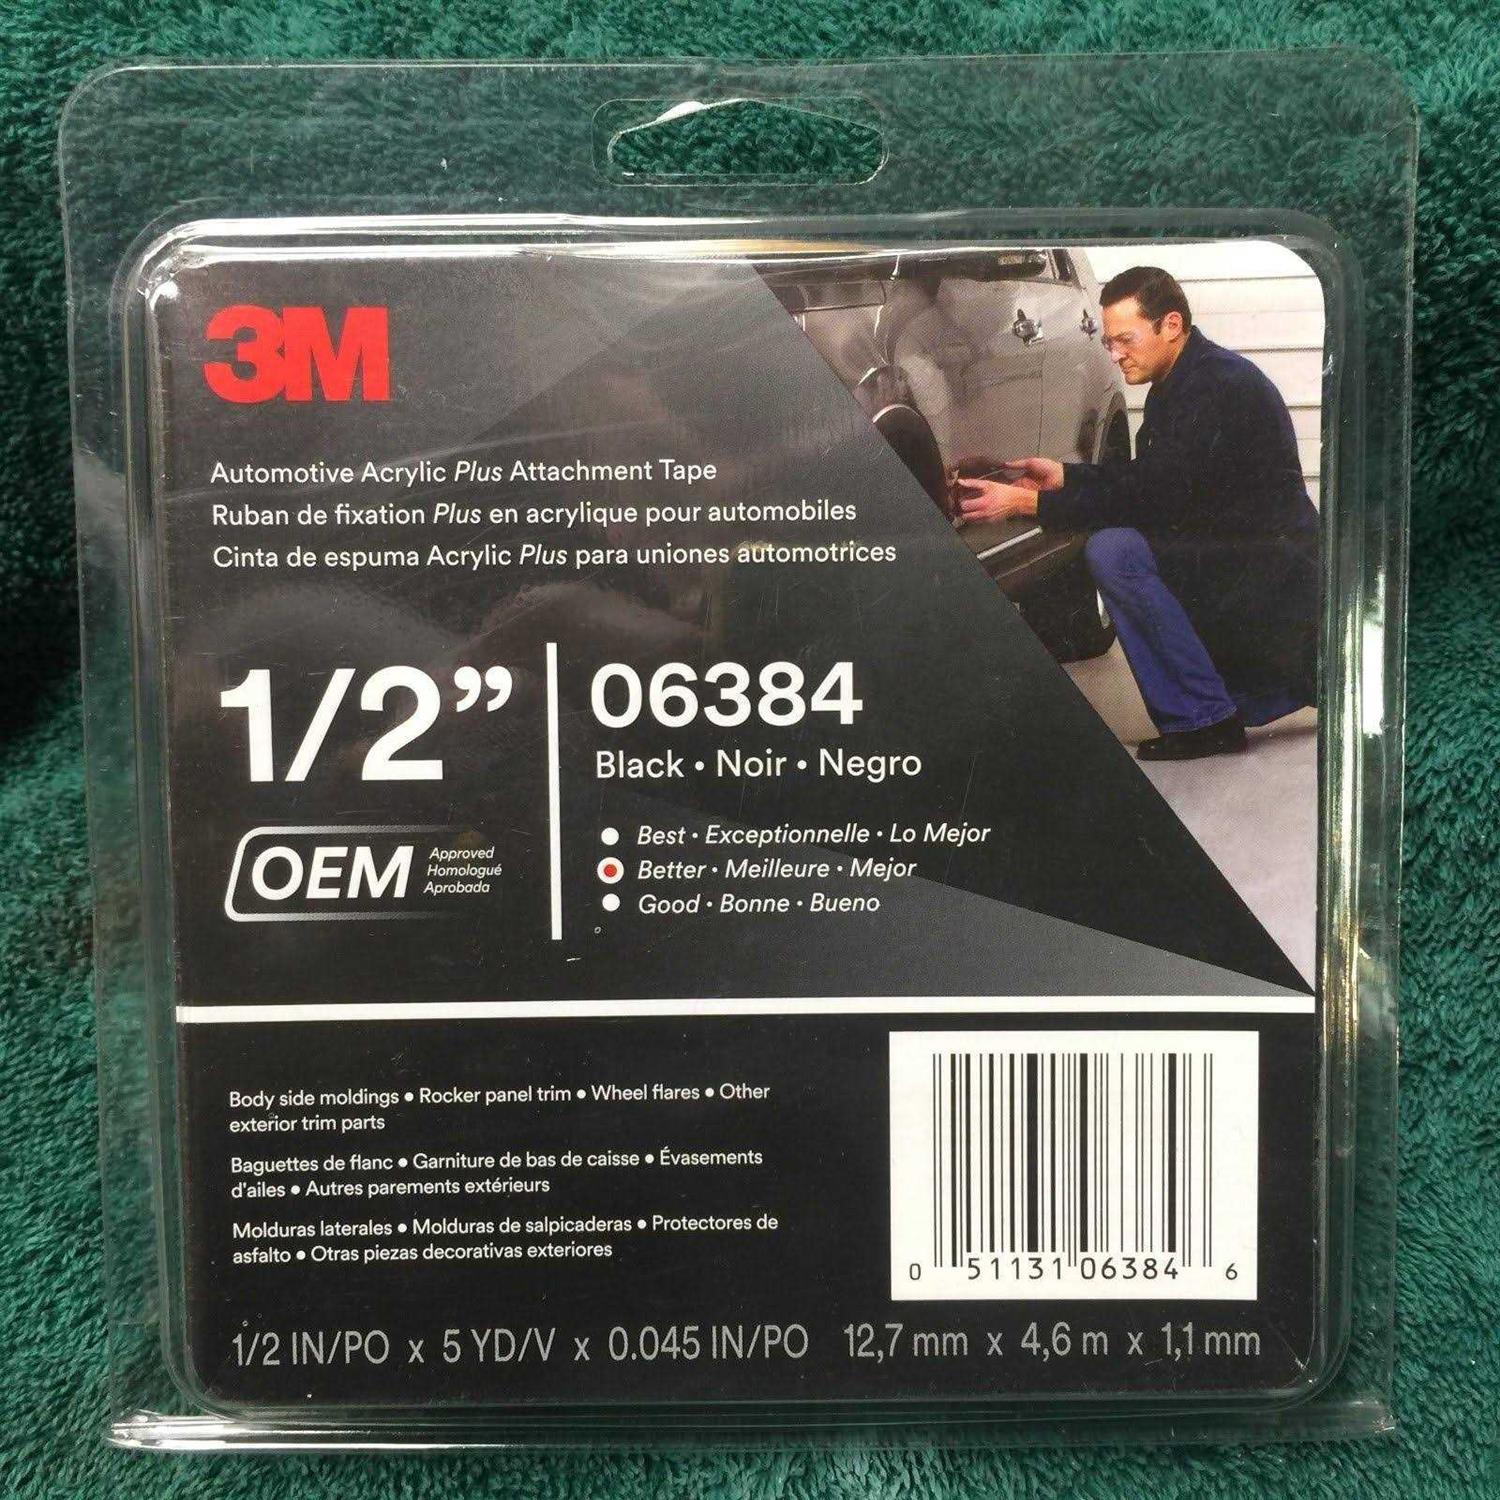 3M
Automotive Acrylic Plus Attachment Tape
Ruban de fixation Plus en acrylique pour automobiles
Cinta de espuma Acrylic Plus para uniones automotrices
1/2”
06384
Black • Noir • Negro
OEM
Approved
Homologué
Aprobada
Best • Exceptionnelle • Lo Mejor
Better • Meilleure • Mejor
Good • Bonne • Bueno
Body side moldings ● Rocker panel trim ● Wheel flares ● Other
exterior trim parts
Baguettes de flanc ● Garniture de bas de caisse ● Évasements
d'ailes ● Autres parements extérieurs
Molduras laterales ● Molduras de salpicaderas ● Protectores de
asfalto ● Otras piezas decorativas exteriores
0 51131 06384 6
1/2 IN/PO x 5 YD/V x 0.045 IN/PO 12,7 mm x 4,6 m x 1,1 mm